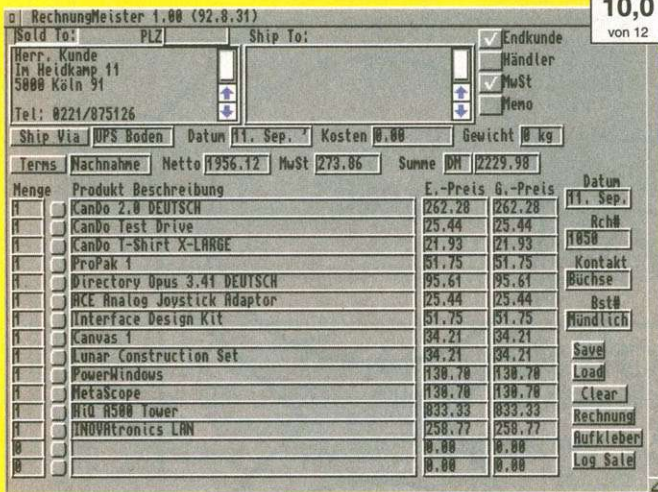 10,0
von 12
RechnungMeister 1.00 (92.8.31)
Sold To: PLZ Ship To:
Herr. Kunde
Im Heidkamp 11
5000 Köln 91
Tel: 0221/875126
Endkunde
Händler
MwSt
Memo
Ship Via UPS Boden Datum 11. Sep. ' Kosten 0.00 Gewicht 0 kg
Terms Nachnahme Netto 1956.12 MwSt 273.86 Summe DM 2229.98
Menge Produkt Beschreibung E.-Preis G.-Preis
1 CanDo 2.0 DEUTSCH 262.28 262.28
1 CanDo Test Drive 25.44 25.44
1 CanDo T-Shirt X-LARGE 21.93 21.93
1 ProPak 1 51.75 51.75
1 Directory Opus 3.41 DEUTSCH 95.61 95.61
1 ACE Analog Joystick Adaptor 25.44 25.44
1 Interface Design Kit 51.75 51.75
1 Canvas 1 34.21 34.21
1 Lunar Construction Set 34.21 34.21
1 PowerWindows 130.70 130.70
1 MetaScope 130.70 130.70
1 HiQ A500 Tower 833.33 833.33
1 INOVAtronics LAN 258.77 258.77
0 0.00 0.00
0 0.00 0.00
Datum
11. Sep.
Rch#
1050
Kontakt
Büchse
Bst#
Mündlich
Save
Load
Clear
Rechnung
Aufkleber
Log Sale